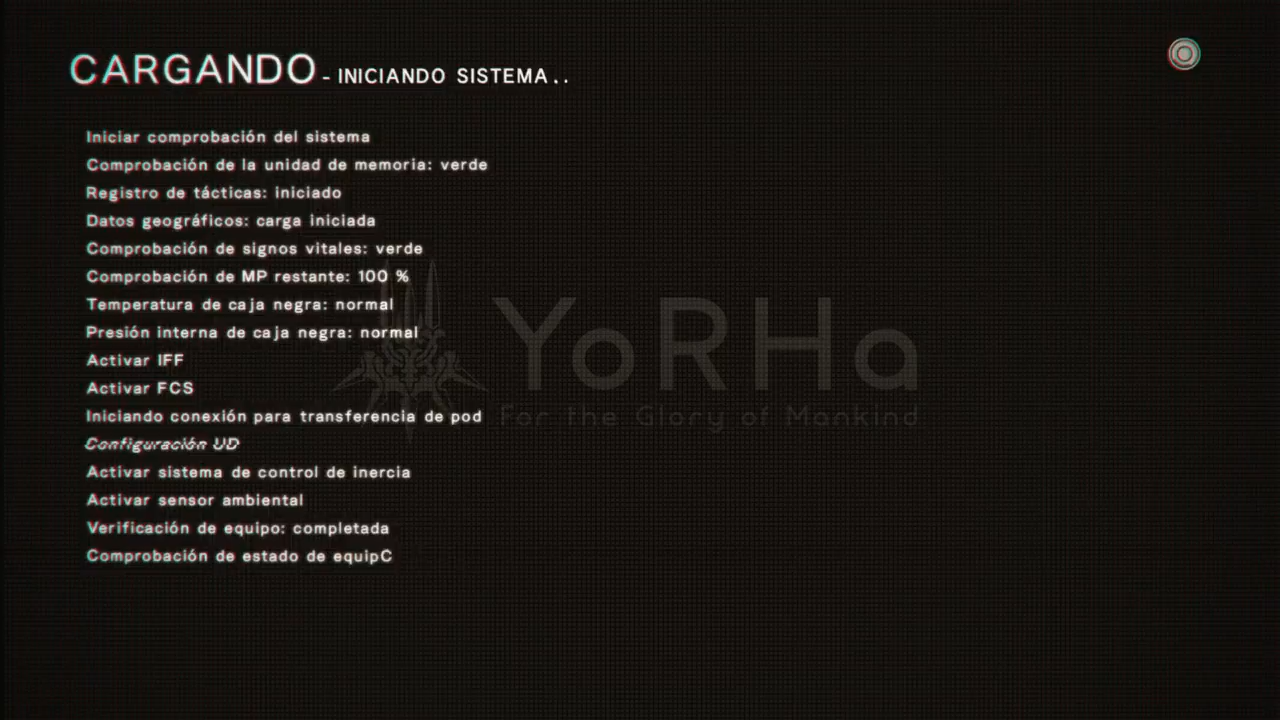 CARGANDO - INICIANDO SISTEMA..
Iniciar comprobación del sistema
Comprobación de la unidad de memoria: verde
Registro de tácticas: iniciado
Datos geográficos: carga iniciada
Comprobación de signos vitales: verde
Comprobación de MP restante: 100 %
Temperatura de caja negra: normal
Presión interna de caja negra: normal
Activar IFF
Activar FCS
Iniciando conexión para transferencia de pod
Configuración UD
Activar sistema de control de inercia
Activar sensor ambiental
Verificación de equipo: completada
Comprobación de estado de equipC
YoRHa
For the Glory of Mankind